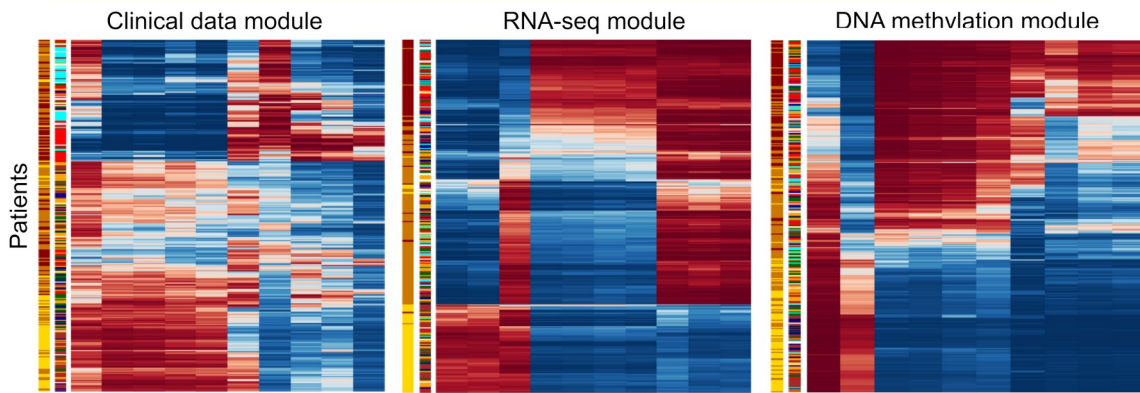 Clinical data module
RNA-seq module
DNA methylation module
Patients